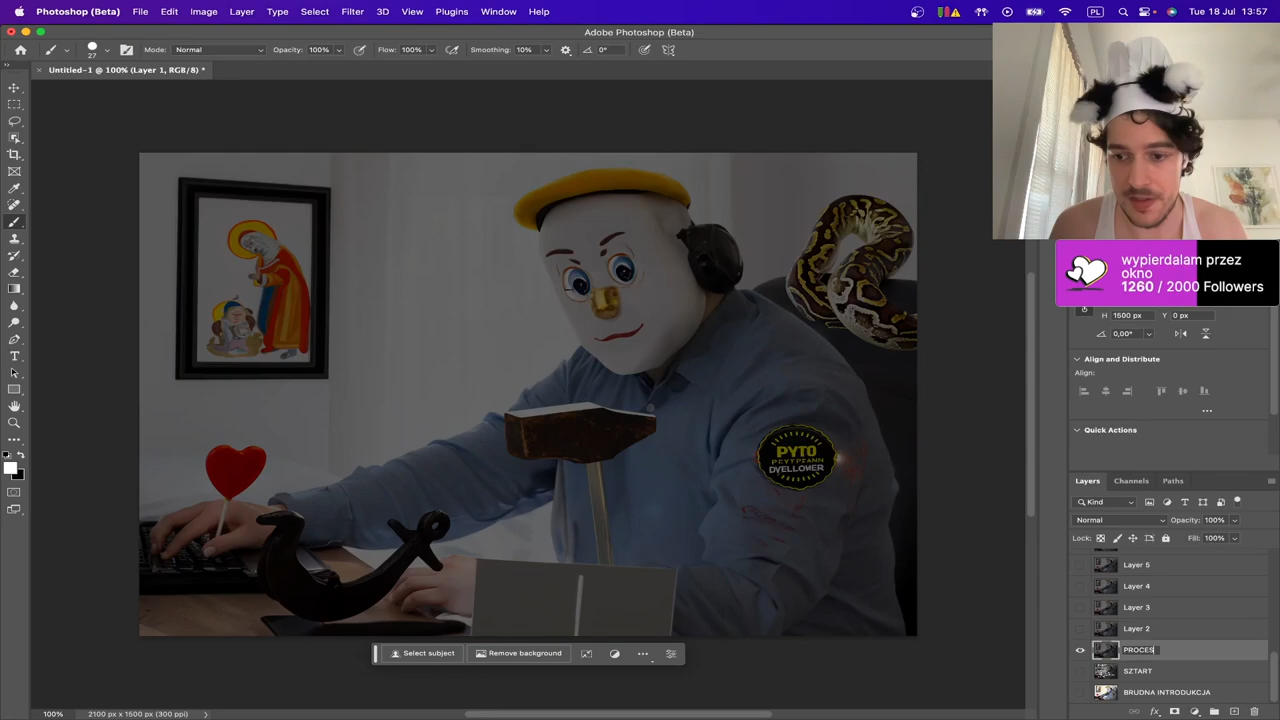 Photoshop (Beta) File Edit Image Layer Type Select Filter 3D View Plugins Window Help PL Tue 18 Jul 13:57
Adobe Photoshop (Beta)
27 Mode: Normal Opacity: 100% Flow: 100% Smoothing: 10% 0°
Untitled-1 @ 100% (Layer 1, RGB/8) *
wypierdalam przez
okno
1260 / 2000 Followers
H 1500 px Y 0 px
0,00°
Align and Distribute
Align:
Quick Actions
PYTO
DYELLOWER
Layers Channels Paths
Kind
Normal Opacity: 100%
Lock: Fill: 100%
Layer 5
Layer 4
Layer 3
Layer 2
PROCES
SZTART
BRUDNA INTRODUKCJA
Select subject Remove background
100% 2100 px x 1500 px (300 ppi)